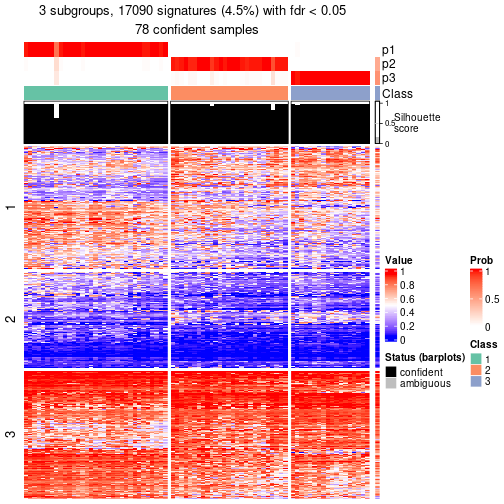 3 subgroups, 17090 signatures (4.5%) with fdr < 0.05
78 confident samples
p1
p2
p3
Class
1
0.5
0
Silhouette
score
1
2
3
Value
1
0.8
0.6
0.4
0.2
0
Prob
1
0.5
0
Status (barplots)
confident
ambiguous
Class
1
2
3